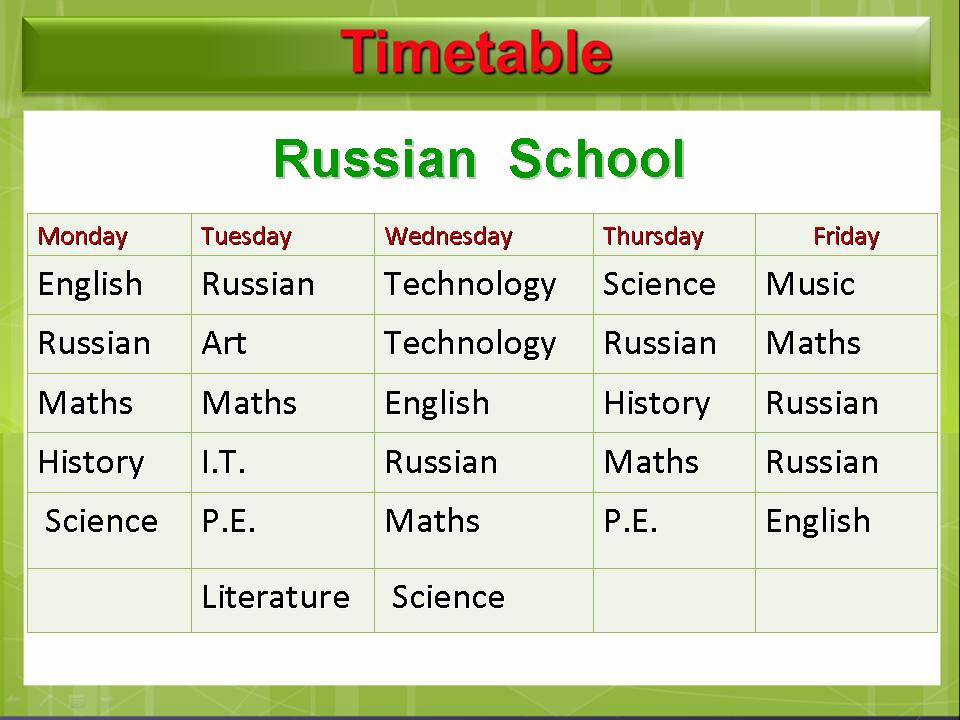 Timetable
Russian School
Monday Tuesday Wednesday Thursday Friday
English Russian Technology Science Music
Russian Art Technology Russian Maths
Maths Maths English History Russian
History I.T. Russian Maths Russian
Science P.E. Maths P.E. English
Literature Science